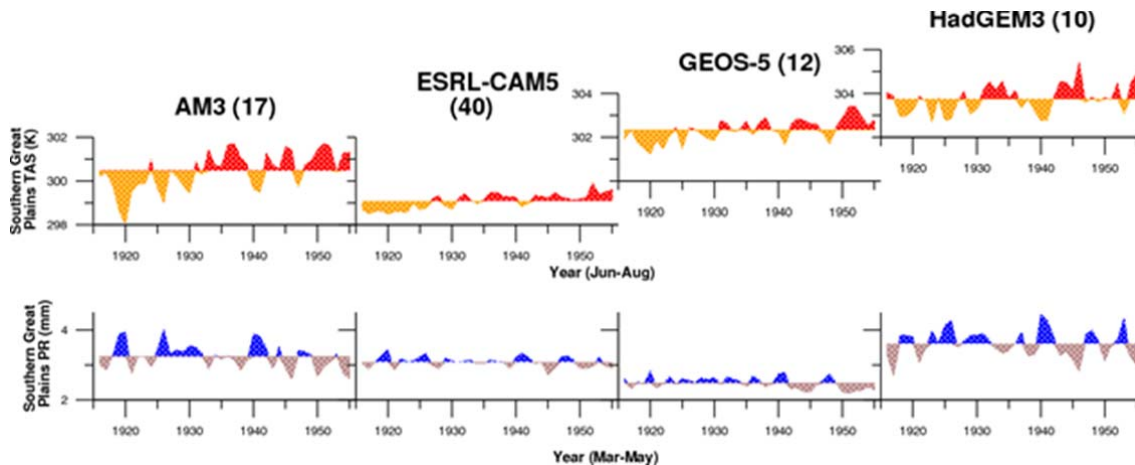 HadGEM3 (10)
GEOS-5 (12)
ESRL-CAM5
(40)
AM3 (17)
Southern Great
Plains TAS (K)
302
300
298
304
302
306
304
1920 1930 1940 1950
1920 1930 1940 1950
1920 1930 1940 1950
1920 1930 1940 1950
Year (Jun-Aug)
Southern Great
Plains PR (mm)
4
2
1920 1930 1940 1950
1920 1930 1940 1950
1920 1930 1940 1950
1920 1930 1940 1950
Year (Mar-May)